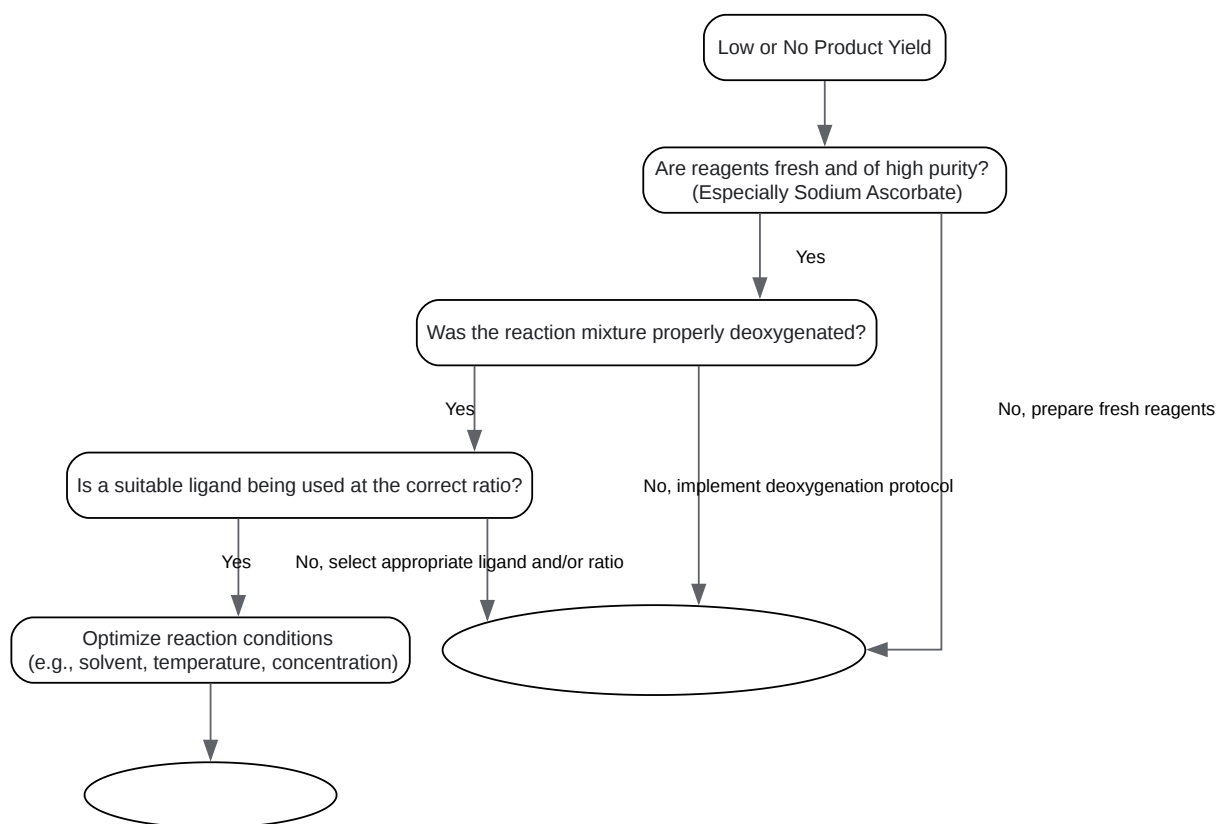 Low or No Product Yield
Are reagents fresh and of high purity?
(Especially Sodium Ascorbate)
Yes
Was the reaction mixture properly deoxygenated?
Yes
No, prepare fresh reagents
Is a suitable ligand being used at the correct ratio?
No, implement deoxygenation protocol
Yes
No, select appropriate ligand and/or ratio
Optimize reaction conditions
(e.g., solvent, temperature, concentration)